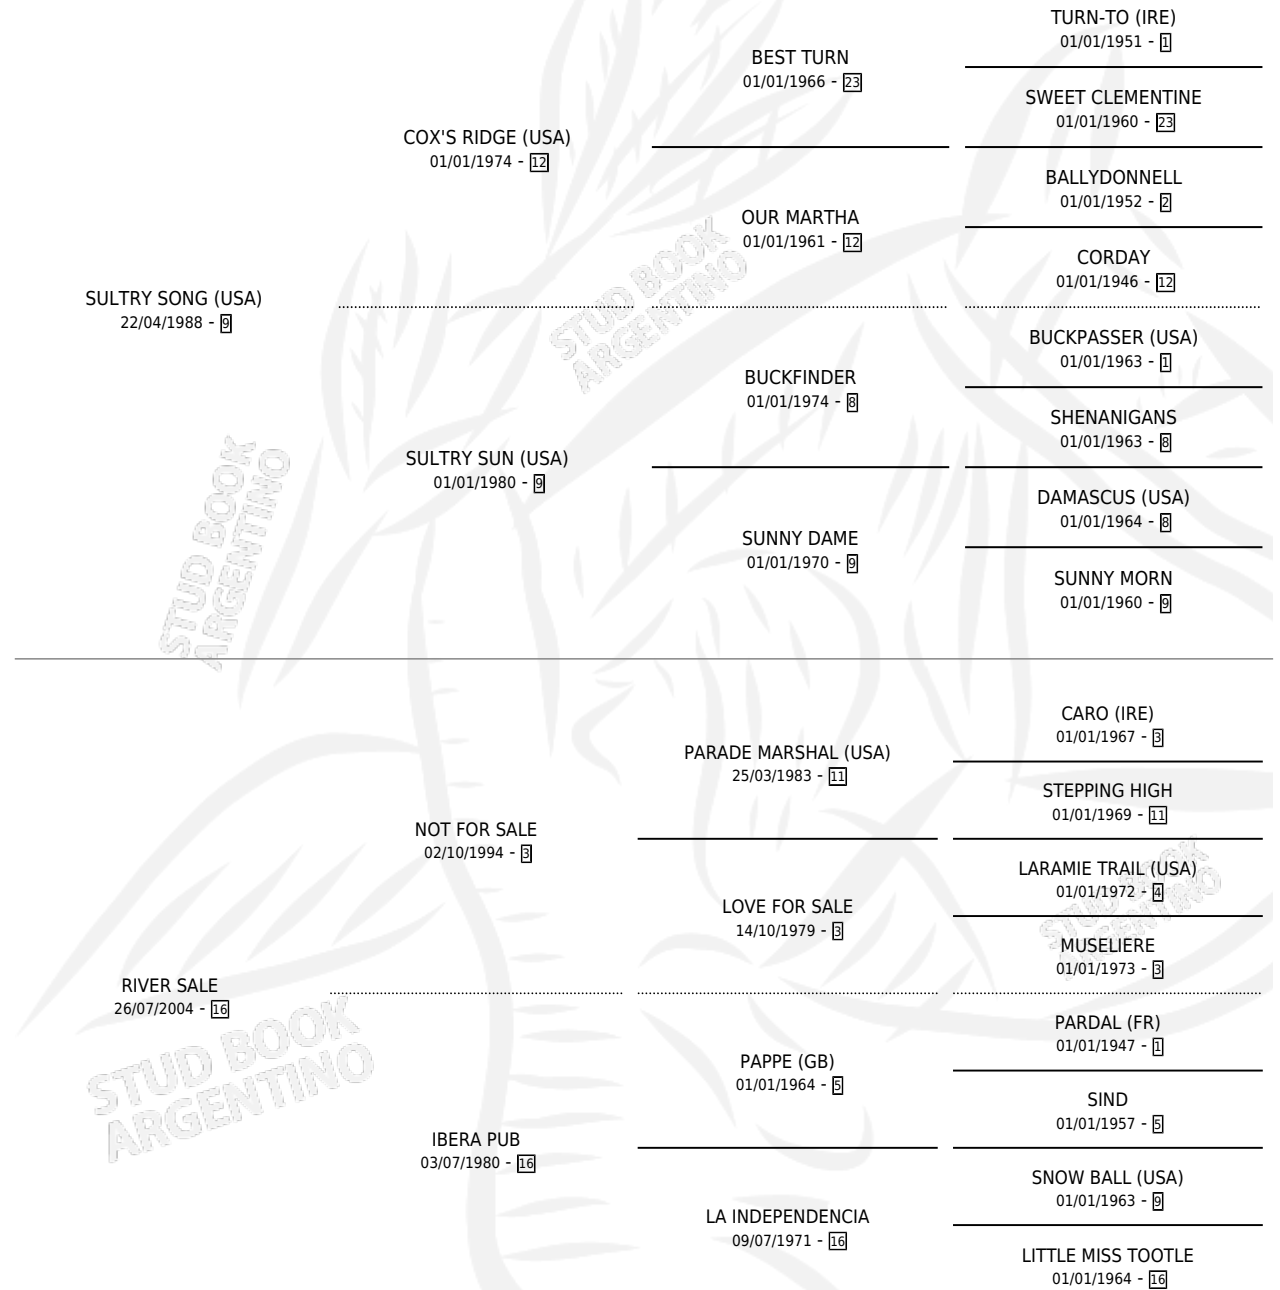 TURN-TO (IRE)
01/01/1951 - 1
BEST TURN
01/01/1966 - 23
SWEET CLEMENTINE
01/01/1960 - 23
COX'S RIDGE (USA)
01/01/1974 - 12
BALLYDONNELL
01/01/1952 - 2
OUR MARTHA
01/01/1961 - 12
CORDAY
01/01/1946 - 12
SULTRY SONG (USA)
22/04/1988 - 9
BUCKPASSER (USA)
01/01/1963 - 1
BUCKFINDER
01/01/1974 - 8
SHENANIGANS
01/01/1963 - 8
SULTRY SUN (USA)
01/01/1980 - 9
DAMASCUS (USA)
01/01/1964 - 8
SUNNY DAME
01/01/1970 - 9
SUNNY MORN
01/01/1960 - 9
STUD BOOK
ARGENTINO
STUD BOOK
ARGENTINO
CARO (IRE)
01/01/1967 - 3
PARADE MARSHAL (USA)
25/03/1983 - 11
STEPPING HIGH
01/01/1969 - 11
NOT FOR SALE
02/10/1994 - 3
LARAMIE TRAIL (USA)
01/01/1972 - 4
LOVE FOR SALE
14/10/1979 - 3
MUSELIERE
01/01/1973 - 3
STUD BOOK
ARGENTINO
RIVER SALE
26/07/2004 - 16
PARDAL (FR)
01/01/1947 - 1
PAPPE (GB)
01/01/1964 - 5
SIND
01/01/1957 - 5
IBERA PUB
03/07/1980 - 16
SNOW BALL (USA)
01/01/1963 - 9
LA INDEPENDENCIA
09/07/1971 - 16
LITTLE MISS TOOTLE
01/01/1964 - 16
STUD BOOK
ARGENTINO